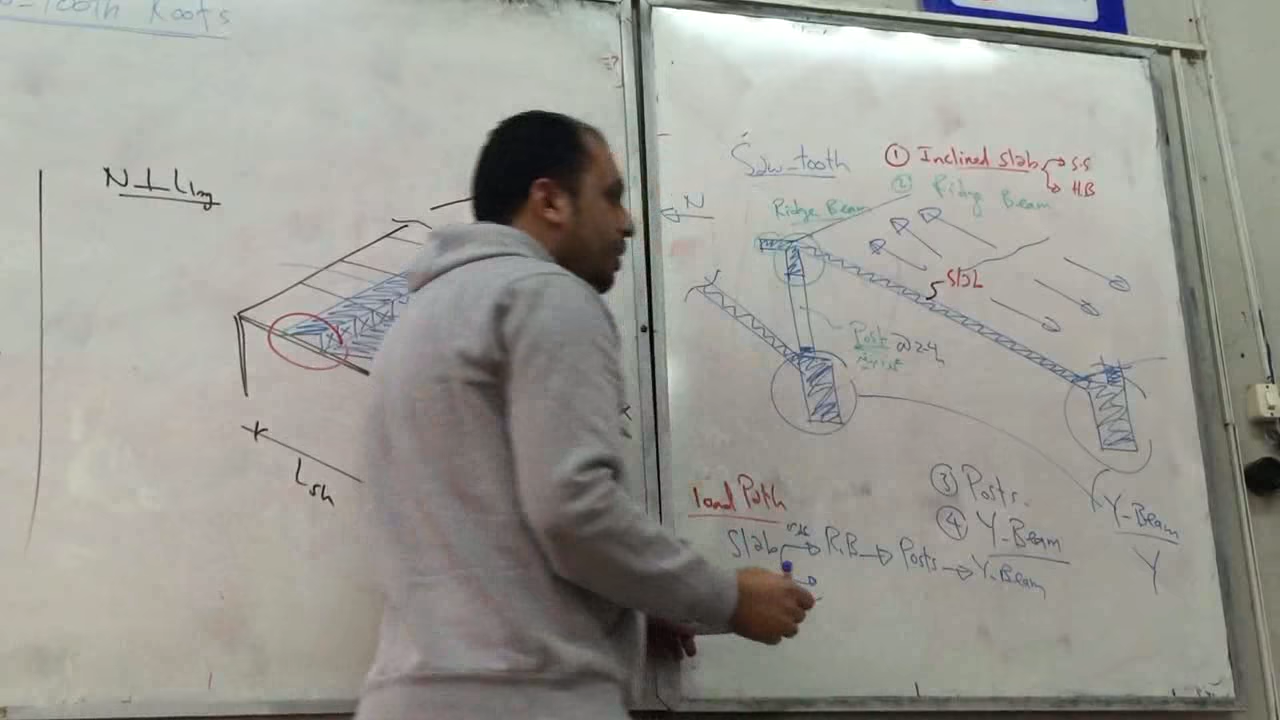 Tooth Roofs
N ⊥ L Long
Lsh
=?
Saw-tooth
① Inclined slab → S.S
→ H.B
② Ridge Beam
N
Ridge Beam
Slab
Post @ 2-4
③ Posts.
④ Y-Beam
Y-Beam
Y
load Path
Slab → R.B → Posts → Y-Beam